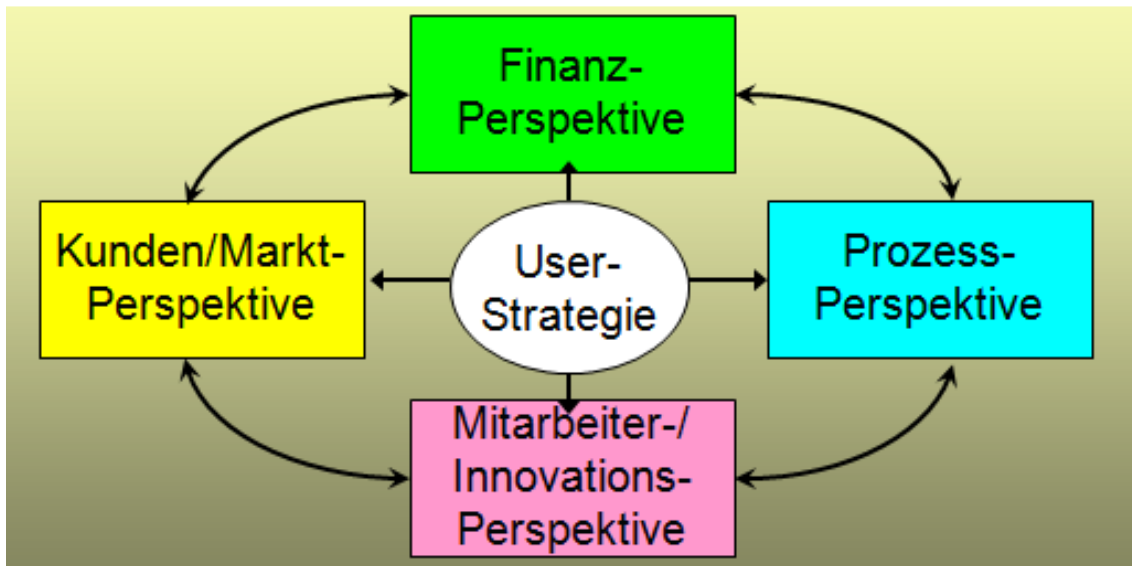 Finanz-
Perspektive
Kunden/Markt-
Perspektive
User-
Strategie
Prozess-
Perspektive
Mitarbeiter-/
Innovations-
Perspektive